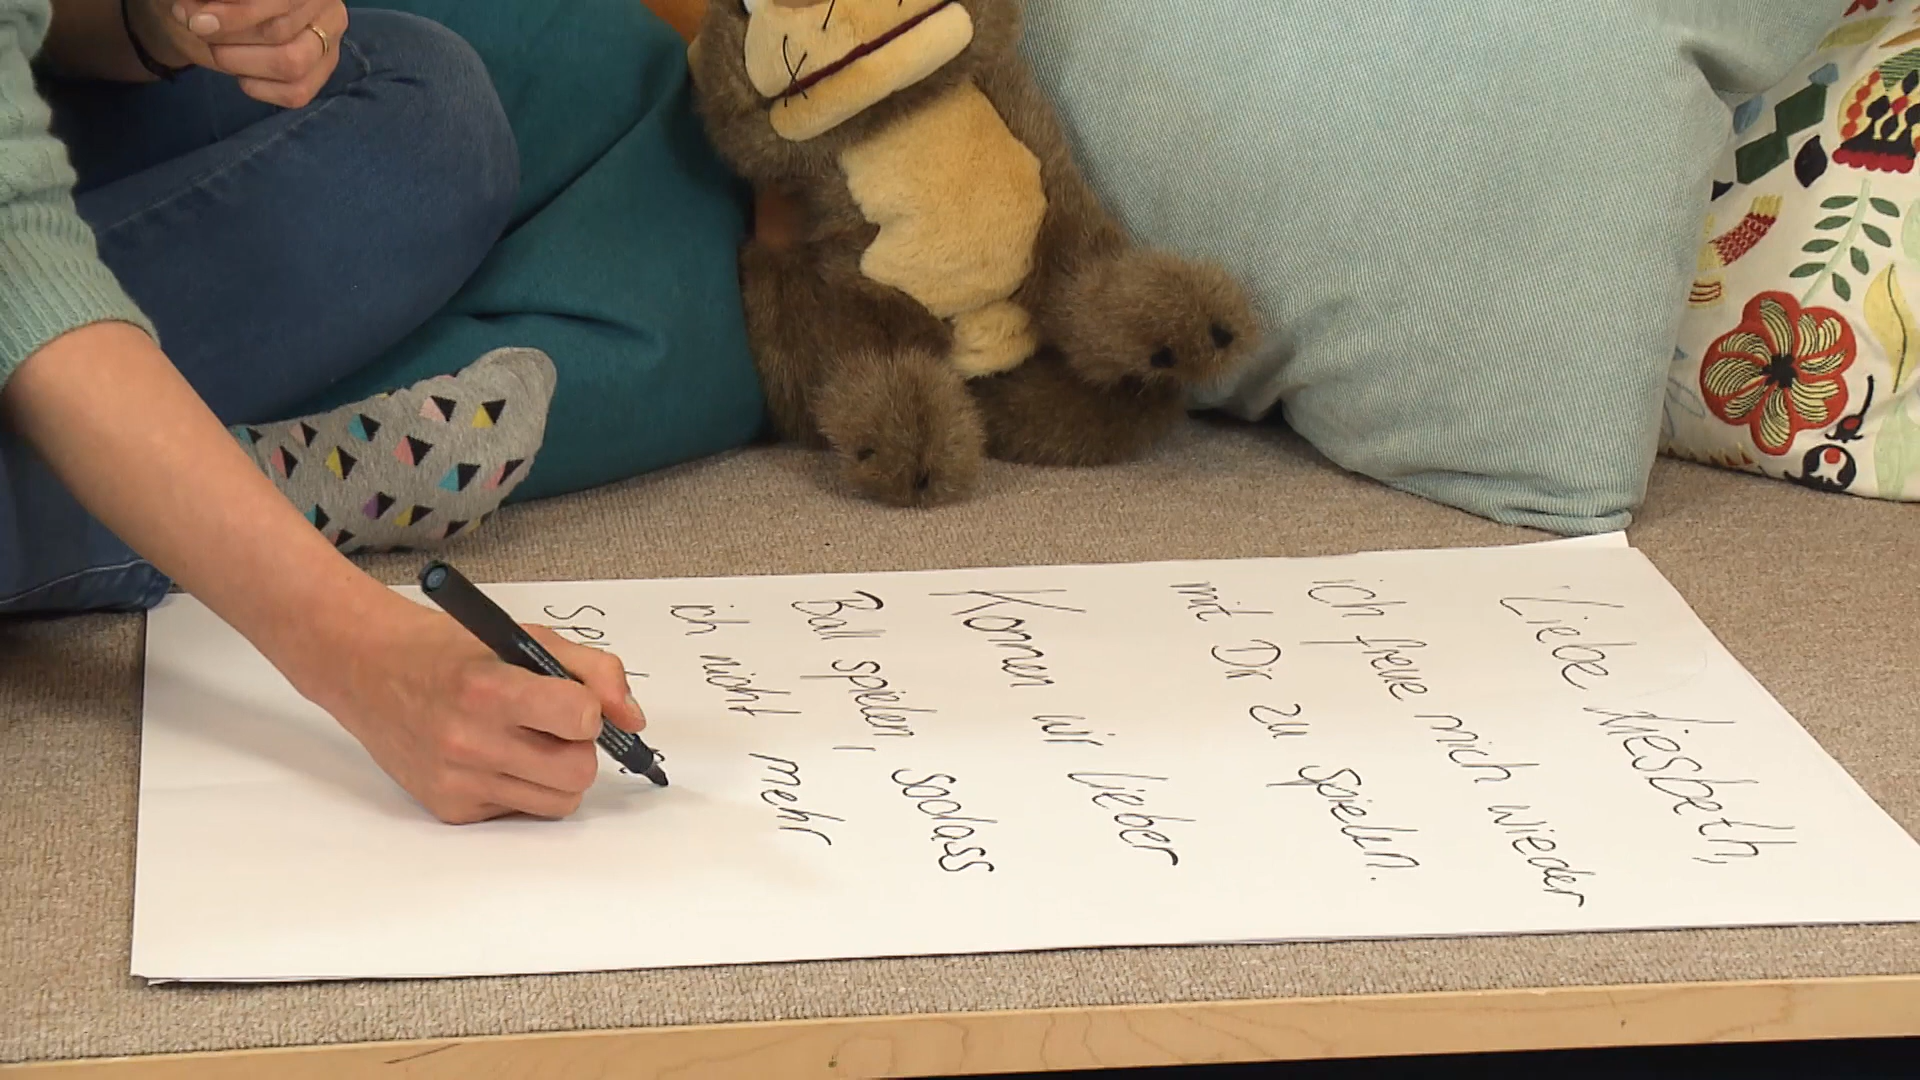 Liebe Liesbeth,
ich freue mich wieder
mit Dir zu spielen.
Können wir lieber
Ball spielen, sodass
ich nicht mehr